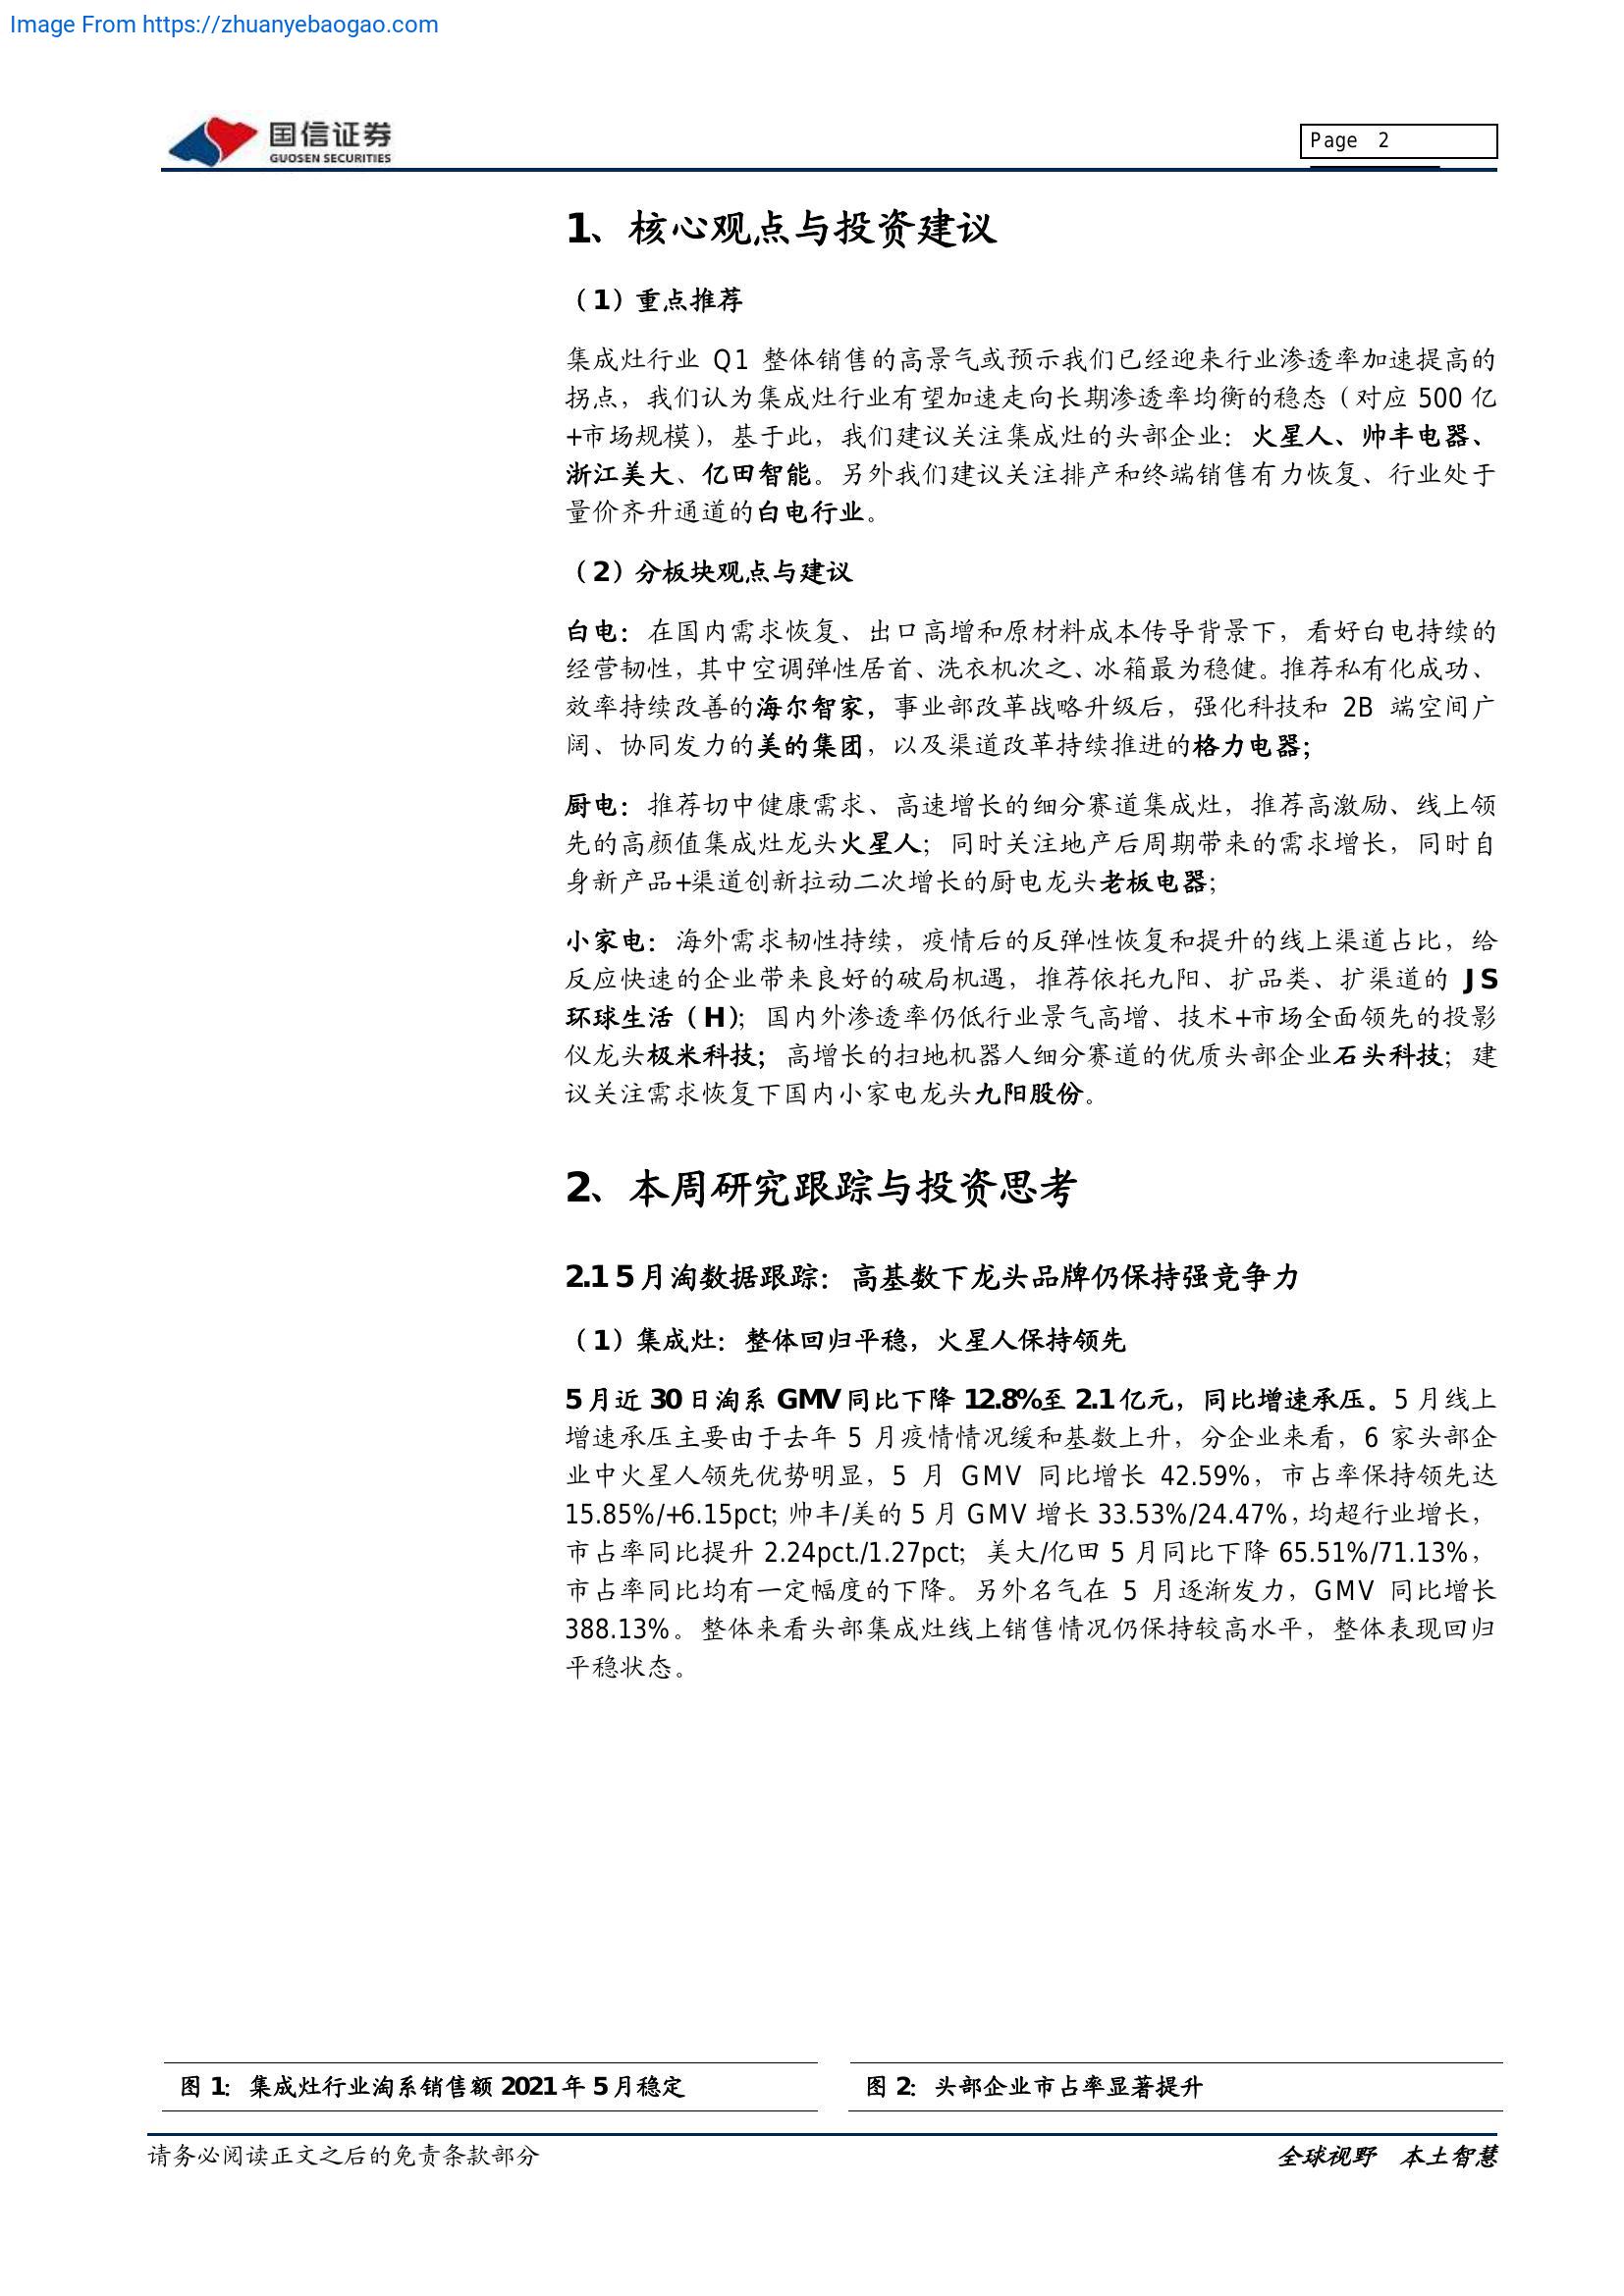 Image From https://zhuanyebaogao.com
国信证券
GUOSEN SECURITIES
Page 2
1、核心观点与投资建议
（1）重点推荐
集成灶行业 Q1 整体销售的高景气或预示我们已经迎来行业渗透率加速提高的
拐点，我们认为集成灶行业有望加速走向长期渗透率均衡的稳态（对应 500 亿
+市场规模），基于此，我们建议关注集成灶的头部企业：火星人、帅丰电器、
浙江美大、亿田智能。另外我们建议关注排产和终端销售有力恢复、行业处于
量价齐升通道的白电行业。
（2）分板块观点与建议
白电：在国内需求恢复、出口高增和原材料成本传导背景下，看好白电持续的
经营韧性，其中空调弹性居首、洗衣机次之、冰箱最为稳健。推荐私有化成功、
效率持续改善的海尔智家，事业部改革战略升级后，强化科技和 2B 端空间广
阔、协同发力的美的集团，以及渠道改革持续推进的格力电器；
厨电：推荐切中健康需求、高速增长的细分赛道集成灶，推荐高激励、线上领
先的高颜值集成灶龙头火星人；同时关注地产后周期带来的需求增长，同时自
身新产品+渠道创新拉动二次增长的厨电龙头老板电器；
小家电：海外需求韧性持续，疫情后的反弹性恢复和提升的线上渠道占比，给
反应快速的企业带来良好的破局机遇，推荐依托九阳、扩品类、扩渠道的 JS
环球生活（H）；国内外渗透率仍低行业景气高增、技术+市场全面领先的投影
仪龙头极米科技；高增长的扫地机器人细分赛道的优质头部企业石头科技；建
议关注需求恢复下国内小家电龙头九阳股份。
2、本周研究跟踪与投资思考
2.1 5 月淘数据跟踪：高基数下龙头品牌仍保持强竞争力
（1）集成灶：整体回归平稳，火星人保持领先
5 月近 30 日淘系 GMV 同比下降 12.8%至 2.1 亿元，同比增速承压。5 月线上
增速承压主要由于去年 5 月疫情情况缓和基数上升，分企业来看，6 家头部企
业中火星人领先优势明显，5 月 GMV 同比增长 42.59%，市占率保持领先达
15.85%/+6.15pct；帅丰/美的 5 月 GMV 增长 33.53%/24.47%，均超行业增长，
市占率同比提升 2.24pct./1.27pct；美大/亿田 5 月同比下降 65.51%/71.13%，
市占率同比均有一定幅度的下降。另外名气在 5 月逐渐发力，GMV 同比增长
388.13%。整体来看头部集成灶线上销售情况仍保持较高水平，整体表现回归
平稳状态。
图 1：集成灶行业淘系销售额 2021 年 5 月稳定
图 2：头部企业市占率显著提升
请务必阅读正文之后的免责条款部分
全球视野 本土智慧